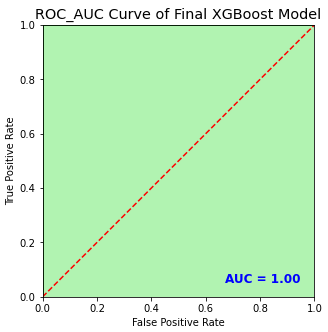 ROC_AUC Curve of Final XGBoost Model
1.0
0.8
0.6
0.4
0.2
0.0
True Positive Rate
AUC = 1.00
0.0 0.2 0.4 0.6 0.8 1.0
False Positive Rate